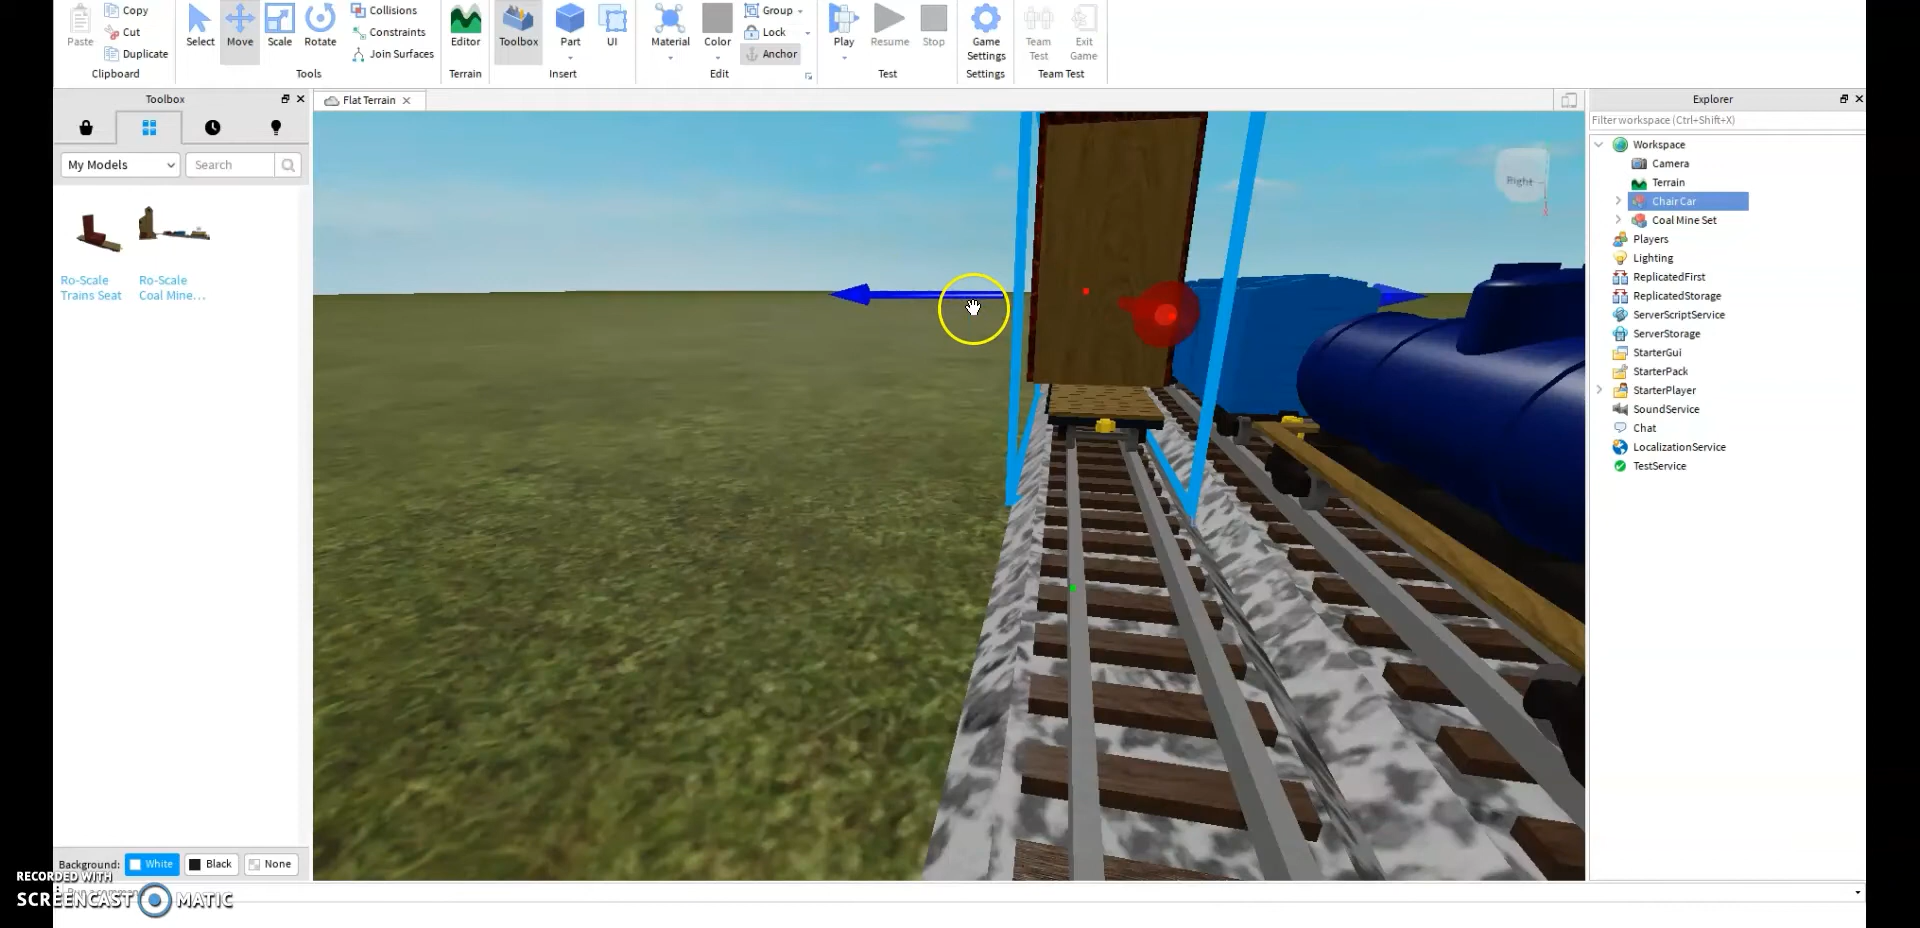 Paste
Copy
Cut
Duplicate
Clipboard
Select
Move
Scale
Rotate
Collisions
Constraints
Join Surfaces
Tools
Editor
Terrain
Toolbox
Part
UI
Insert
Material
Color
Group
Lock
Anchor
Edit
Play
Resume
Stop
Test
Game
Settings
Settings
Team
Test
Exit
Game
Team Test
Toolbox
Flat Terrain
Explorer
My Models
Search
Ro-Scale
Trains Seat
Ro-Scale
Coal Mine...
Right
Filter workspace (Ctrl+Shift+X)
Workspace
Camera
Terrain
Chair Car
Coal Mine Set
Players
Lighting
ReplicatedFirst
ReplicatedStorage
ServerScriptService
ServerStorage
StarterGui
StarterPack
StarterPlayer
SoundService
Chat
LocalizationService
TestService
Background: White Black None
RECORDED WITH
SCREENCAST MATIC